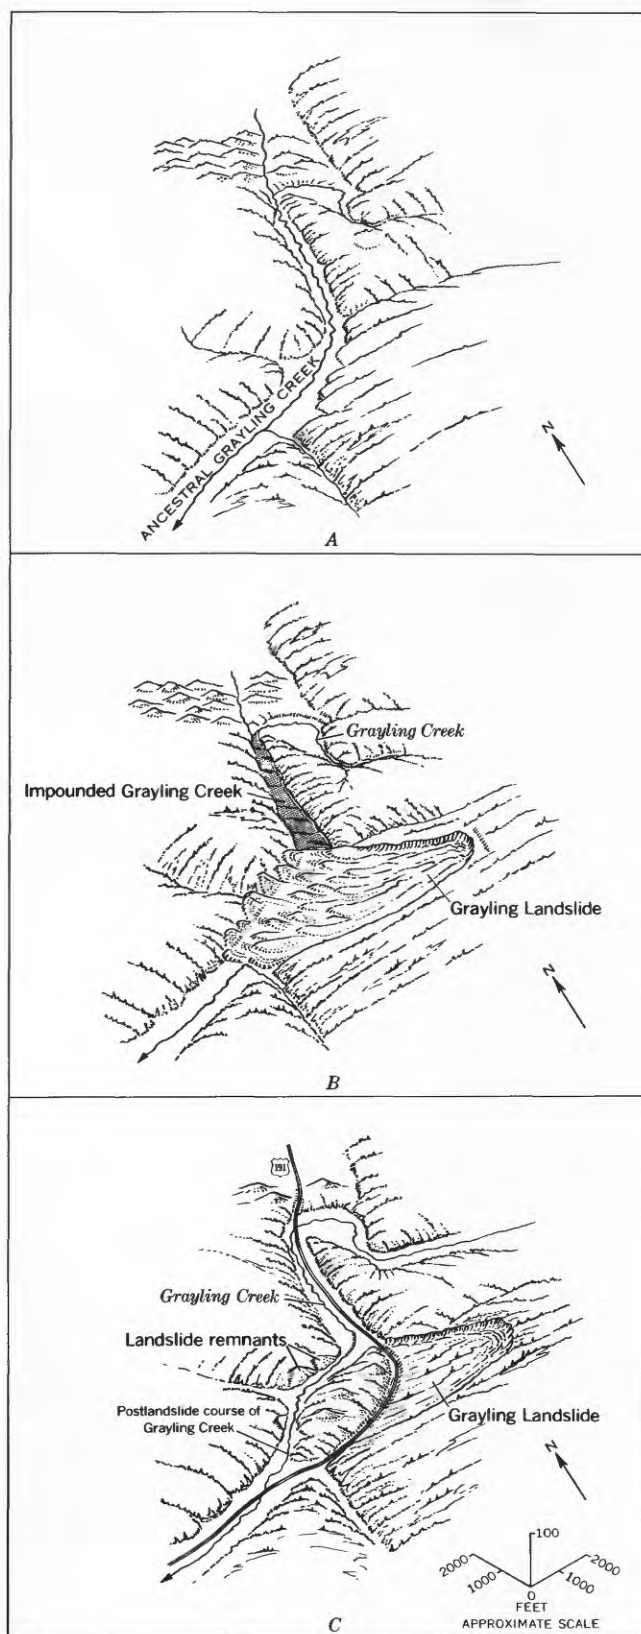 ANCESTRAL GRAYLING CREEK
N
A
Grayling Creek
Impounded Grayling Creek
Grayling Landslide
N
B
191
Grayling Creek
Landslide remnants
Postlandslide course of
Grayling Creek
Grayling Landslide
N
100
2000 2000
1000 1000
0
FEET
APPROXIMATE SCALE
C